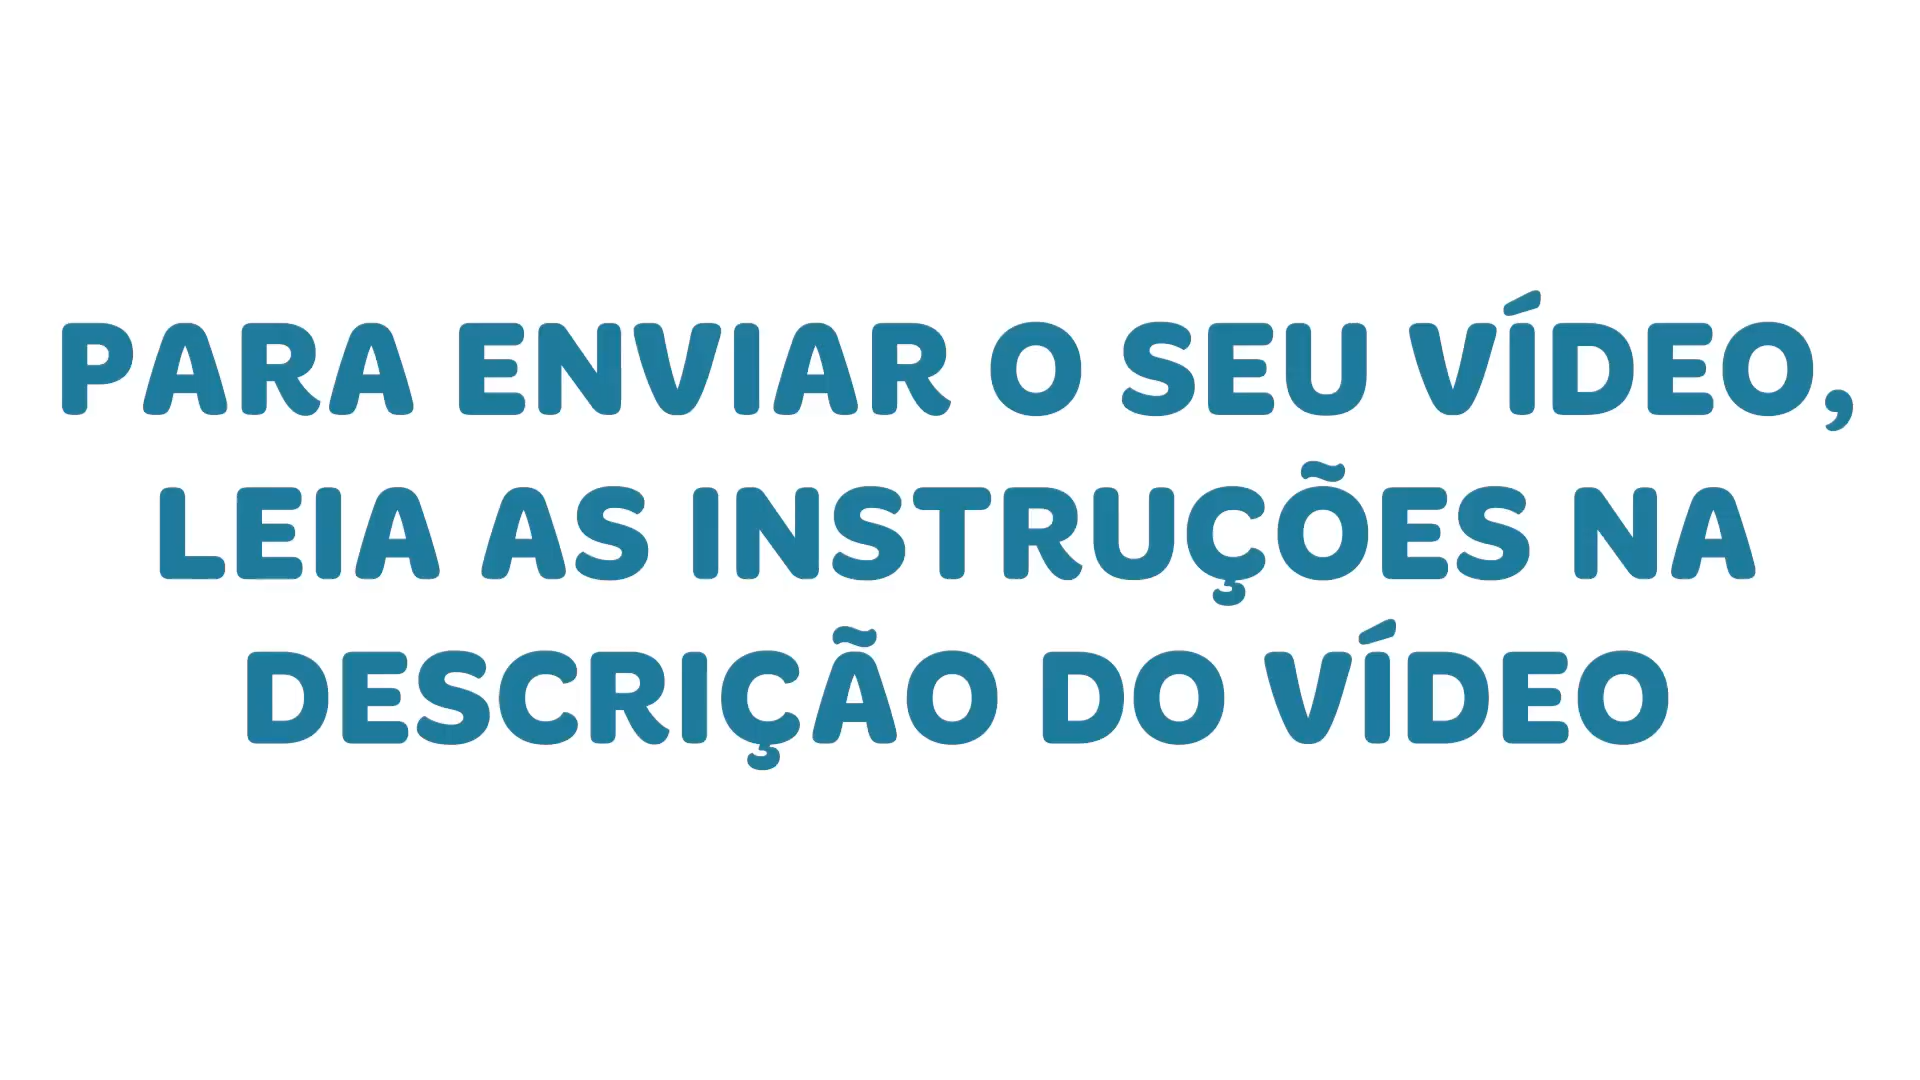 PARA ENVIAR O SEU VÍDEO,
LEIA AS INSTRUÇÕES NA
DESCRIÇÃO DO VÍDEO